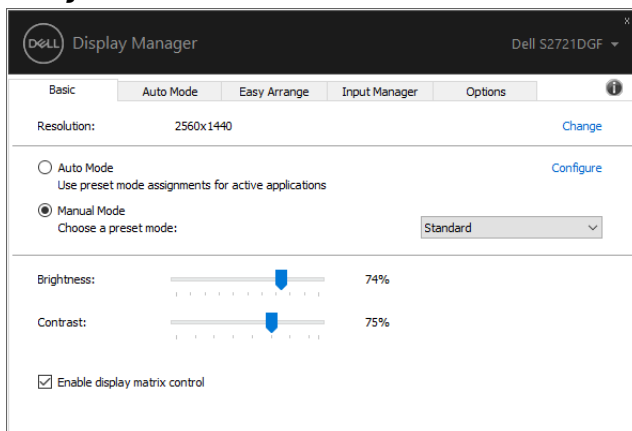 DELL Display Manager Dell S2721DGF
Basic Auto Mode Easy Arrange Input Manager Options
Resolution: 2560x1440 Change
Auto Mode Configure
Use preset mode assignments for active applications
Manual Mode
Choose a preset mode: Standard
Brightness: 74%
Contrast: 75%
Enable display matrix control